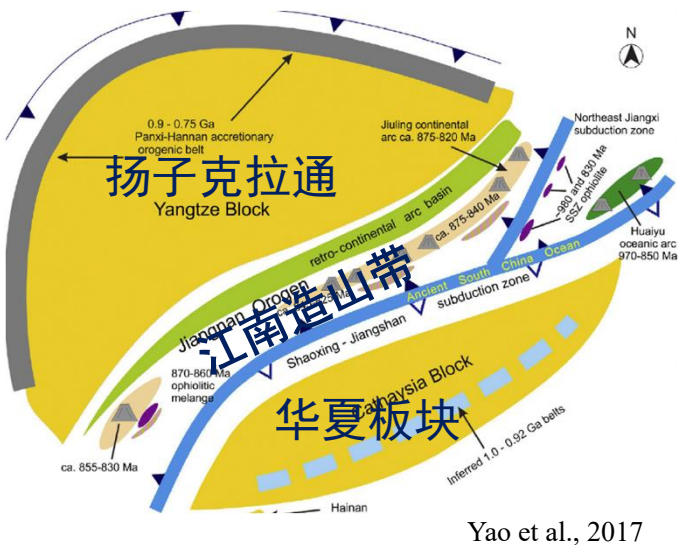 N
0.9 - 0.75 Ga
Panxi-Hannan accretionary
orogenic belt
Jiuling continental
arc ca. 875-820 Ma
Northeast Jiangxi
subduction zone
扬子克拉通
Yangtze Block
retro-continental arc basin
ca. 875-840 Ma
~980 and 830 Ma
SSZ ophiolite
Huaiyu
oceanic arc
970-850 Ma
Jiangnan Orogen
江南造山带
Ancient South China Ocean
Shaoxing - Jiangshan
subduction zone
870-860 Ma
ophiolitic
melange
Cathaysia Block
华夏板块
ca. 855-830 Ma
Inferred 1.0 - 0.92 Ga belts
Hainan
Yao et al., 2017